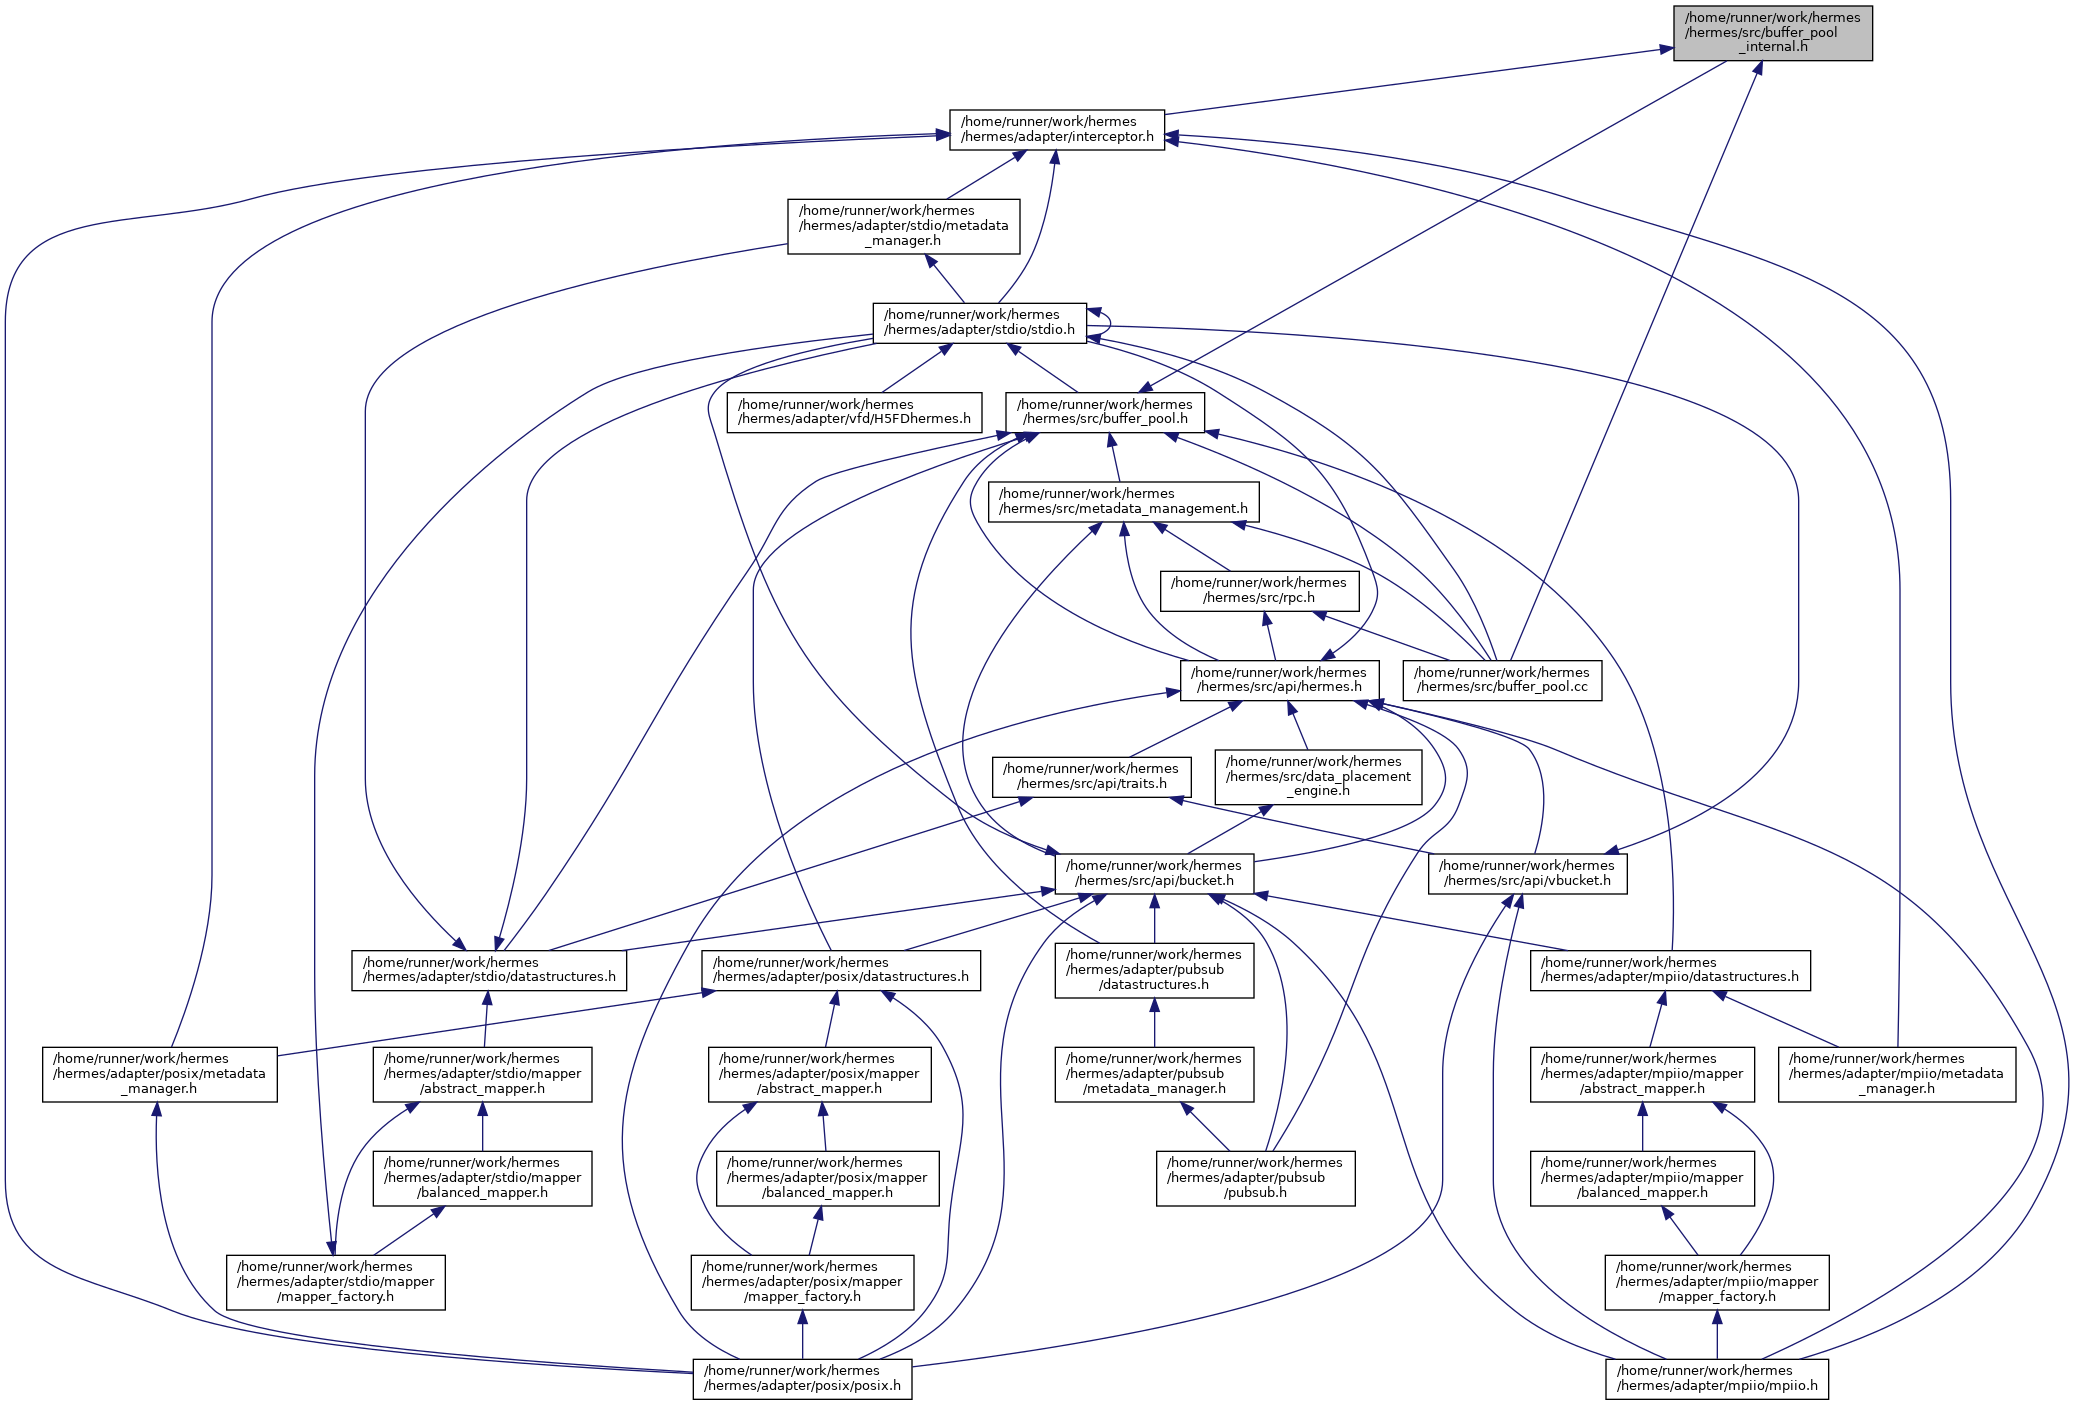 /home/runner/work/hermes
/hermes/src/buffer_pool
_internal.h
/home/runner/work/hermes
/hermes/adapter/interceptor.h
/home/runner/work/hermes
/hermes/adapter/stdio/metadata
_manager.h
/home/runner/work/hermes
/hermes/adapter/stdio/stdio.h
/home/runner/work/hermes
/hermes/adapter/vfd/H5FDhermes.h
/home/runner/work/hermes
/hermes/src/buffer_pool.h
/home/runner/work/hermes
/hermes/src/metadata_management.h
/home/runner/work/hermes
/hermes/src/rpc.h
/home/runner/work/hermes
/hermes/src/api/hermes.h
/home/runner/work/hermes
/hermes/src/buffer_pool.cc
/home/runner/work/hermes
/hermes/src/api/traits.h
/home/runner/work/hermes
/hermes/src/data_placement
_engine.h
/home/runner/work/hermes
/hermes/src/api/bucket.h
/home/runner/work/hermes
/hermes/src/api/vbucket.h
/home/runner/work/hermes
/hermes/adapter/stdio/datastructures.h
/home/runner/work/hermes
/hermes/adapter/posix/datastructures.h
/home/runner/work/hermes
/hermes/adapter/pubsub
/datastructures.h
/home/runner/work/hermes
/hermes/adapter/mpiio/datastructures.h
/home/runner/work/hermes
/hermes/adapter/posix/metadata
_manager.h
/home/runner/work/hermes
/hermes/adapter/stdio/mapper
/abstract_mapper.h
/home/runner/work/hermes
/hermes/adapter/posix/mapper
/abstract_mapper.h
/home/runner/work/hermes
/hermes/adapter/pubsub
/metadata_manager.h
/home/runner/work/hermes
/hermes/adapter/mpiio/mapper
/abstract_mapper.h
/home/runner/work/hermes
/hermes/adapter/mpiio/metadata
_manager.h
/home/runner/work/hermes
/hermes/adapter/stdio/mapper
/balanced_mapper.h
/home/runner/work/hermes
/hermes/adapter/posix/mapper
/balanced_mapper.h
/home/runner/work/hermes
/hermes/adapter/pubsub
/pubsub.h
/home/runner/work/hermes
/hermes/adapter/mpiio/mapper
/balanced_mapper.h
/home/runner/work/hermes
/hermes/adapter/stdio/mapper
/mapper_factory.h
/home/runner/work/hermes
/hermes/adapter/posix/mapper
/mapper_factory.h
/home/runner/work/hermes
/hermes/adapter/mpiio/mapper
/mapper_factory.h
/home/runner/work/hermes
/hermes/adapter/posix/posix.h
/home/runner/work/hermes
/hermes/adapter/mpiio/mpiio.h